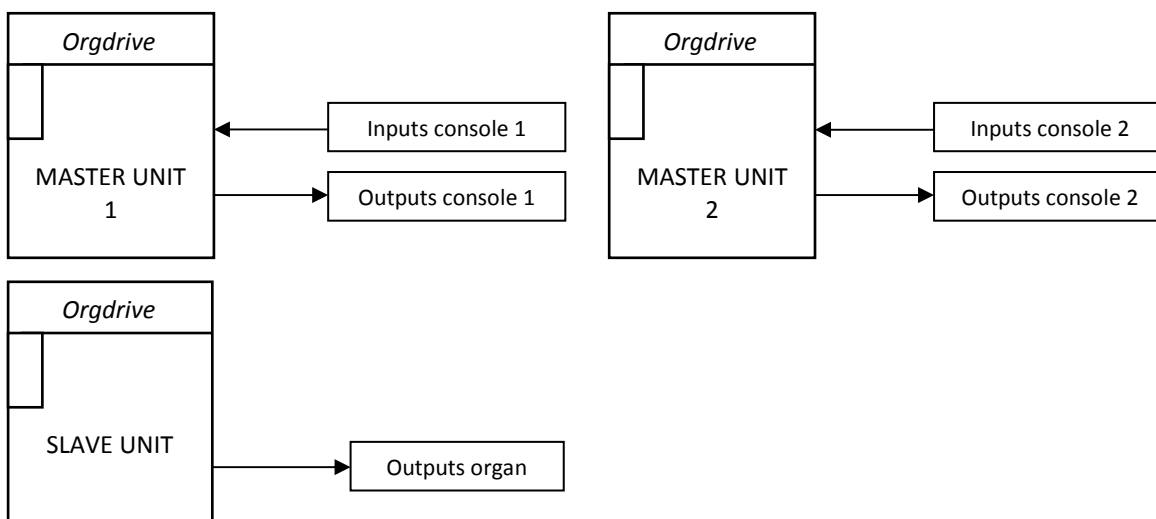 Orgdrive
MASTER UNIT
1
Inputs console 1
Outputs console 1
Orgdrive
MASTER UNIT
2
Inputs console 2
Outputs console 2
Orgdrive
SLAVE UNIT
Outputs organ